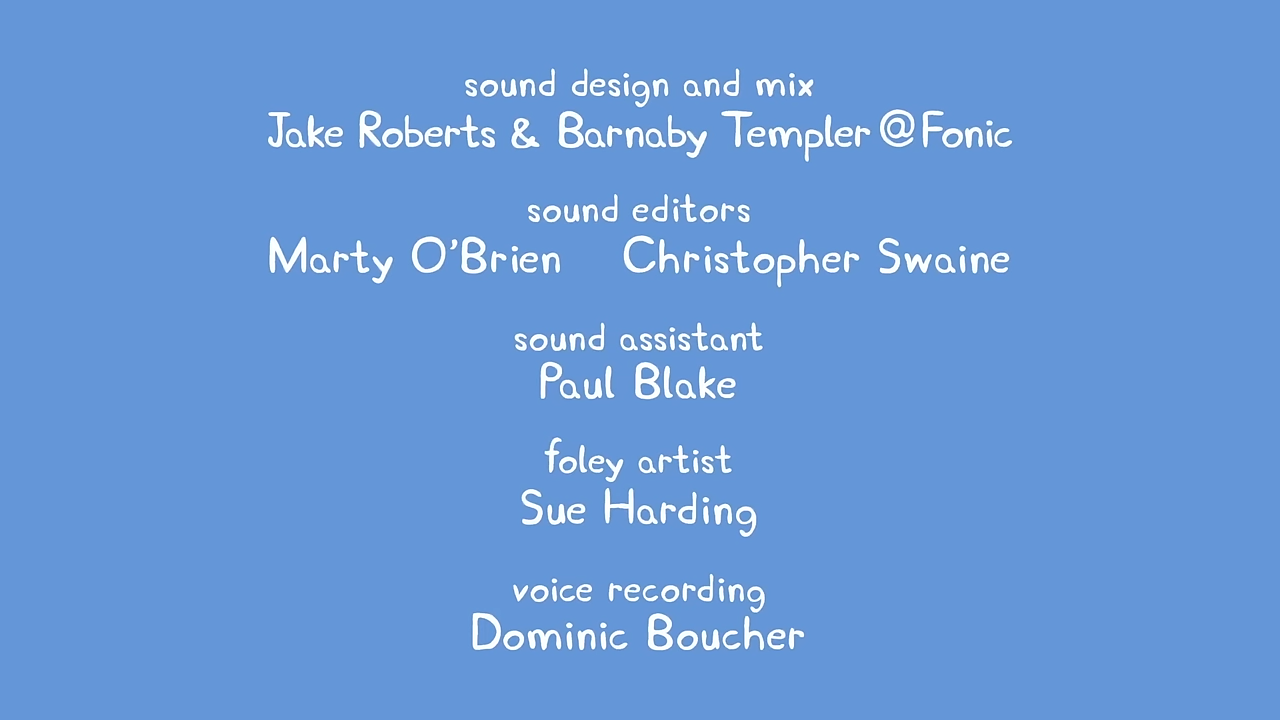 sound design and mix
Jake Roberts & Barnaby Templer @ Fonic
sound editors
Marty O'Brien Christopher Swaine
sound assistant
Paul Blake
foley artist
Sue Harding
voice recording
Dominic Boucher